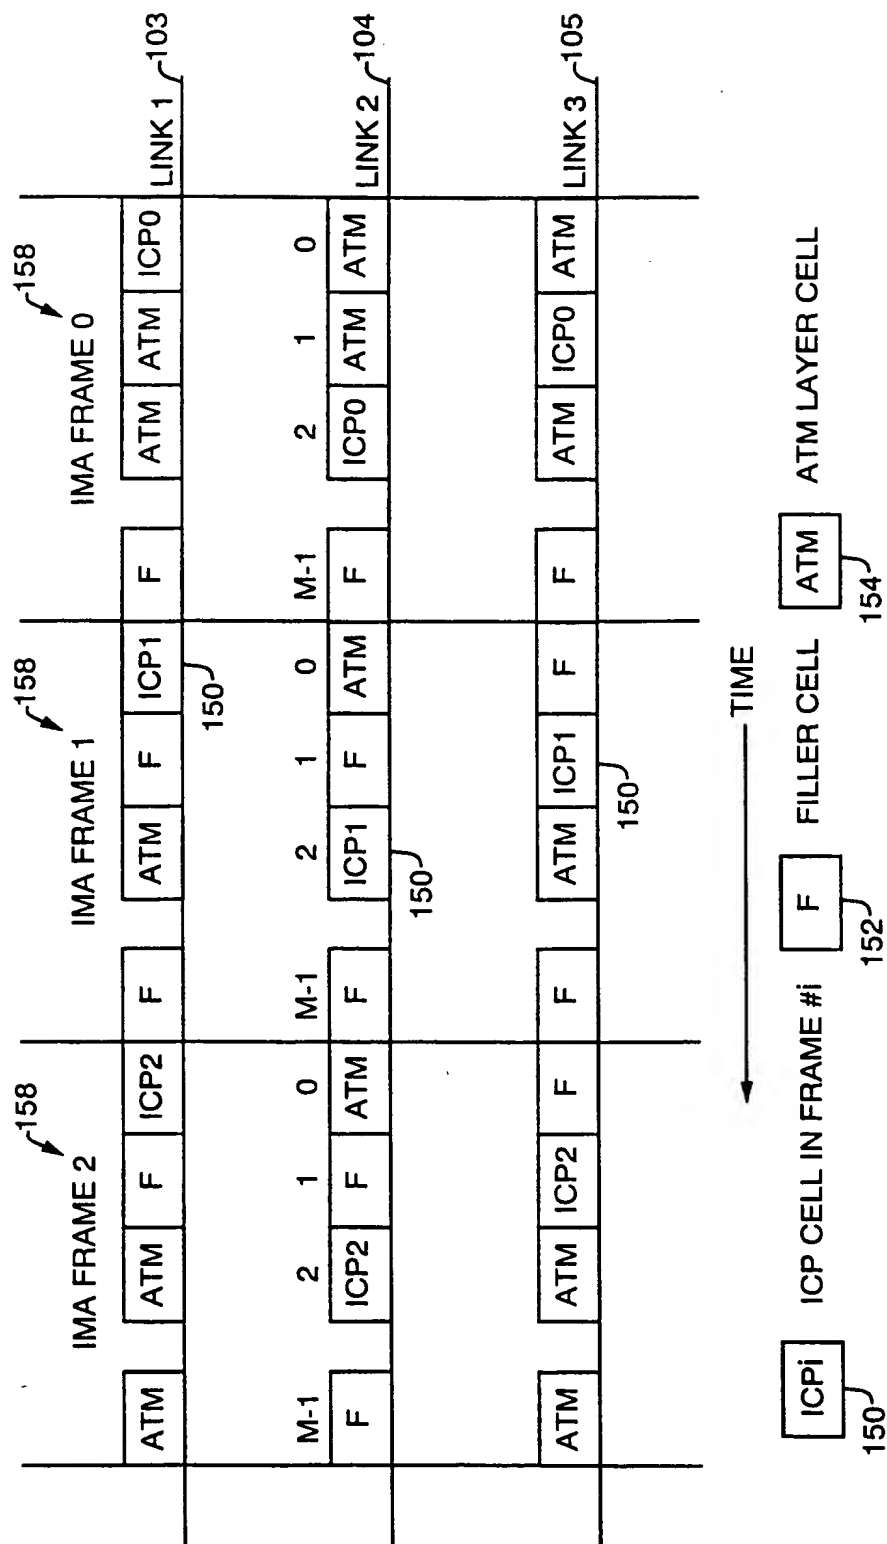 158 158 158
IMA FRAME 2 IMA FRAME 1 IMA FRAME 0
ATM ATM F ICP2 F ATM F ICP1 F ATM ATM ICP0 LINK 1 103
150
M-1 2 1 0 M-1 2 1 0 M-1 2 1 0
F ICP2 F ATM F ICP1 F ATM F ICP0 ATM ATM LINK 2 104
150
ATM ATM ICP2 F F ATM ICP1 F F ATM ICP0 ATM LINK 3 105
150
TIME
ICPi ICP CELL IN FRAME #i F FILLER CELL ATM ATM LAYER CELL
150 152 154